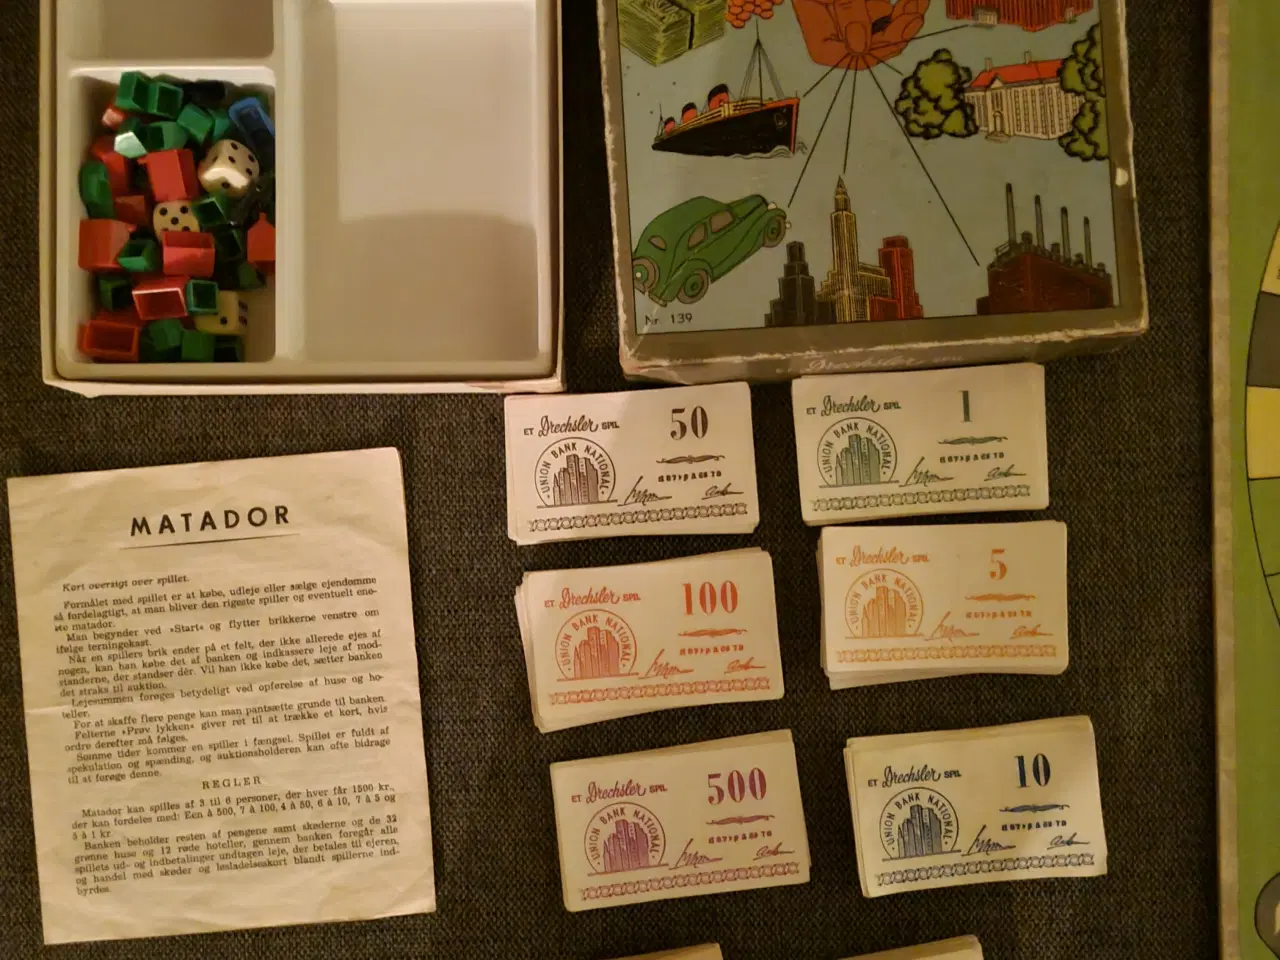 Nr. 139
Drechsler
ET Drechsler SPIL
50
UNION BANK NATIONAL
ET Drechsler SPIL
1
UNION BANK NATIONAL
ET Drechsler SPIL
100
UNION BANK NATIONAL
ET Drechsler SPIL
5
UNION BANK NATIONAL
ET Drechsler SPIL
500
UNION BANK NATIONAL
ET Drechsler SPIL
10
UNION BANK NATIONAL
MATADOR
Kort oversigt over spillet.
Formålet med spillet er at købe, udleje eller sælge ejendomme
så fordelagtigt, at man bliver den rigeste spiller og eventuelt ene-
ste matador.
Man begynder ved »Start« og flytter brikkerne venstre om
ifølge terningekast.
Når en spillers brik ender på et felt, der ikke allerede ejes af
nogen, kan han købe det af banken og indkassere leje af mod-
standerne, der standser dér. Vil han ikke købe det, sætter banken
det straks til auktion.
Lejesummen forøges betydeligt ved opførelse af huse og ho-
teller.
For at skaffe flere penge kan man pantsætte grunde til banken.
Felterne »Prøv lykken« giver ret til at trække et kort, hvis
ordre derefter må følges.
Somme tider kommer en spiller i fængsel. Spillet er fuldt af
spekulation og spænding, og auktionsholderen kan ofte bidrage
til at forøge denne.
REGLER
Matador kan spilles af 3 til 6 personer, der hver får 1500 kr.,
der kan fordeles med: Een à 500, 7 à 100, 4 à 50, 6 à 10, 7 à 5 og
5 à 1 kr.
Banken beholder resten af pengene samt skøderne og de 32
grønne huse og 12 røde hoteller, gennem banken foregår alle
spillets ud- og indbetalinger undtagen leje, der betales til ejeren,
og handel med skøder og løsladelseskort blandt spillerne ind-
byrdes.